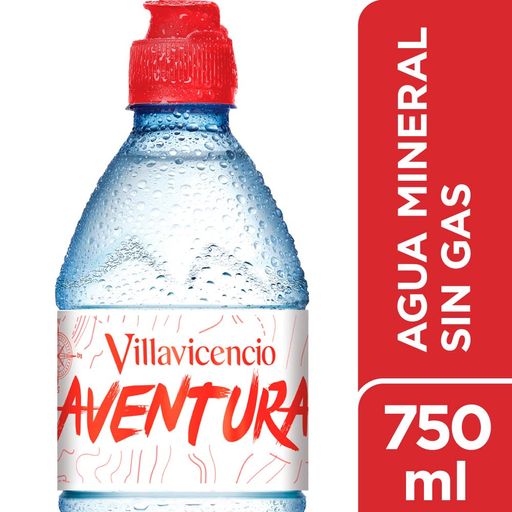 Villavicencio
AVENTURA
AGUA MINERAL
SIN GAS
750
ml